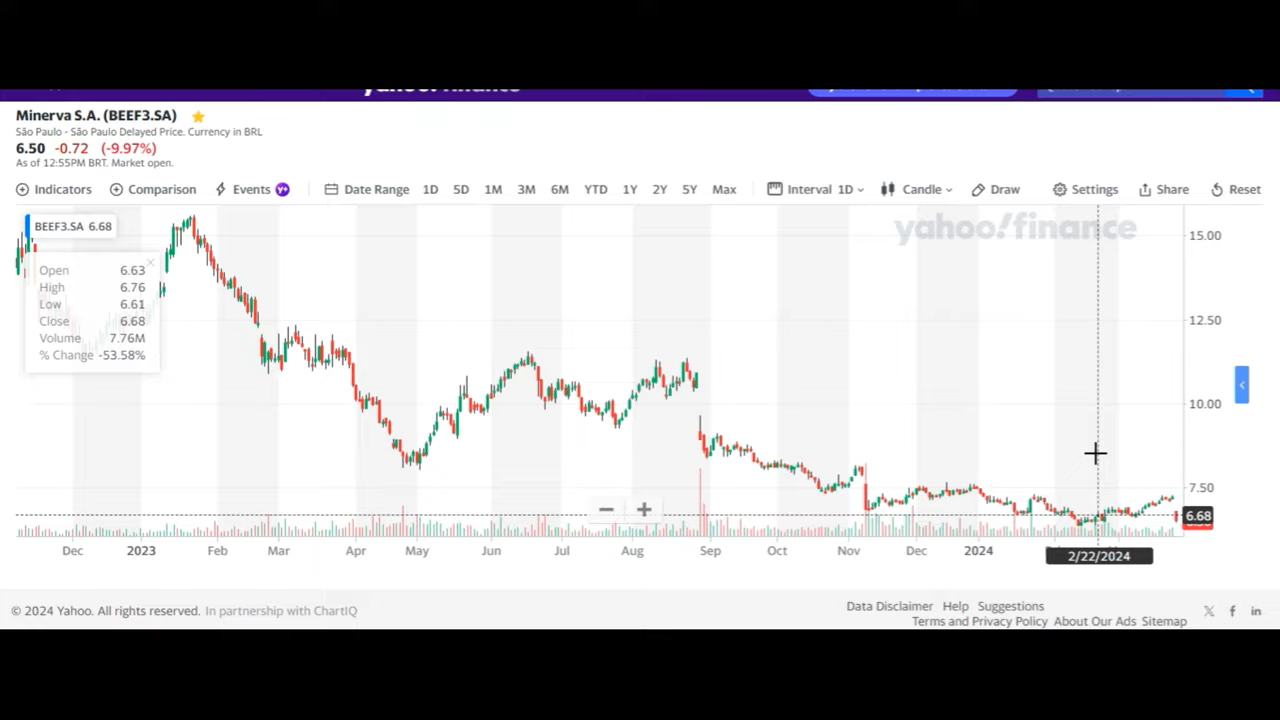 Minerva S.A. (BEEF3.SA)
São Paulo - São Paulo Delayed Price. Currency in BRL
6.50 -0.72 (-9.97%)
As of 12:55PM BRT. Market open.
Indicators Comparison Events Y+ Date Range 1D 5D 1M 3M 6M YTD 1Y 2Y 5Y Max Interval 1D Candle Draw Settings Share Reset
BEEF3.SA 6.68
yahoo!finance
15.00
Open 6.63
High 6.76
Low 6.61
Close 6.68
Volume 7.76M
% Change -53.58%
12.50
10.00
7.50
6.68
Dec 2023 Feb Mar Apr May Jun Jul Aug Sep Oct Nov Dec 2024
2/22/2024
© 2024 Yahoo. All rights reserved. In partnership with ChartIQ
Data Disclaimer Help Suggestions
Terms and Privacy Policy About Our Ads Sitemap